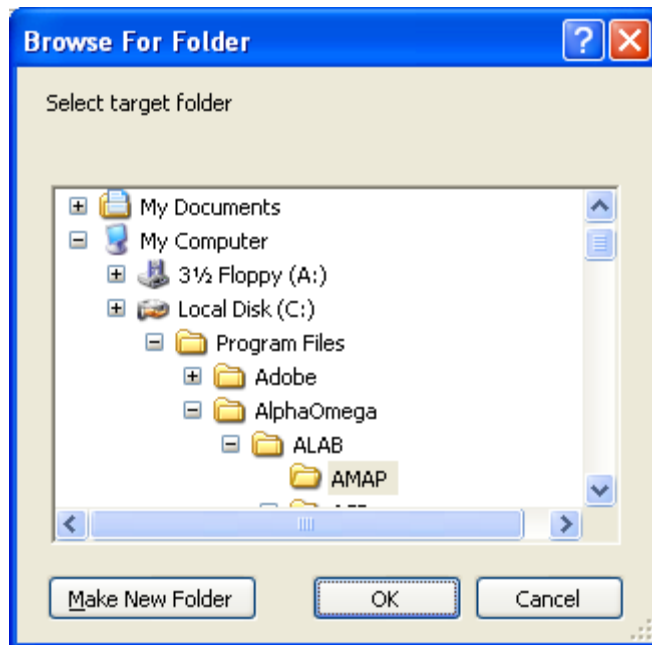 Browse For Folder
Select target folder
My Documents
My Computer
3½ Floppy (A:)
Local Disk (C:)
Program Files
Adobe
AlphaOmega
ALAB
AMAP
Make New Folder OK Cancel